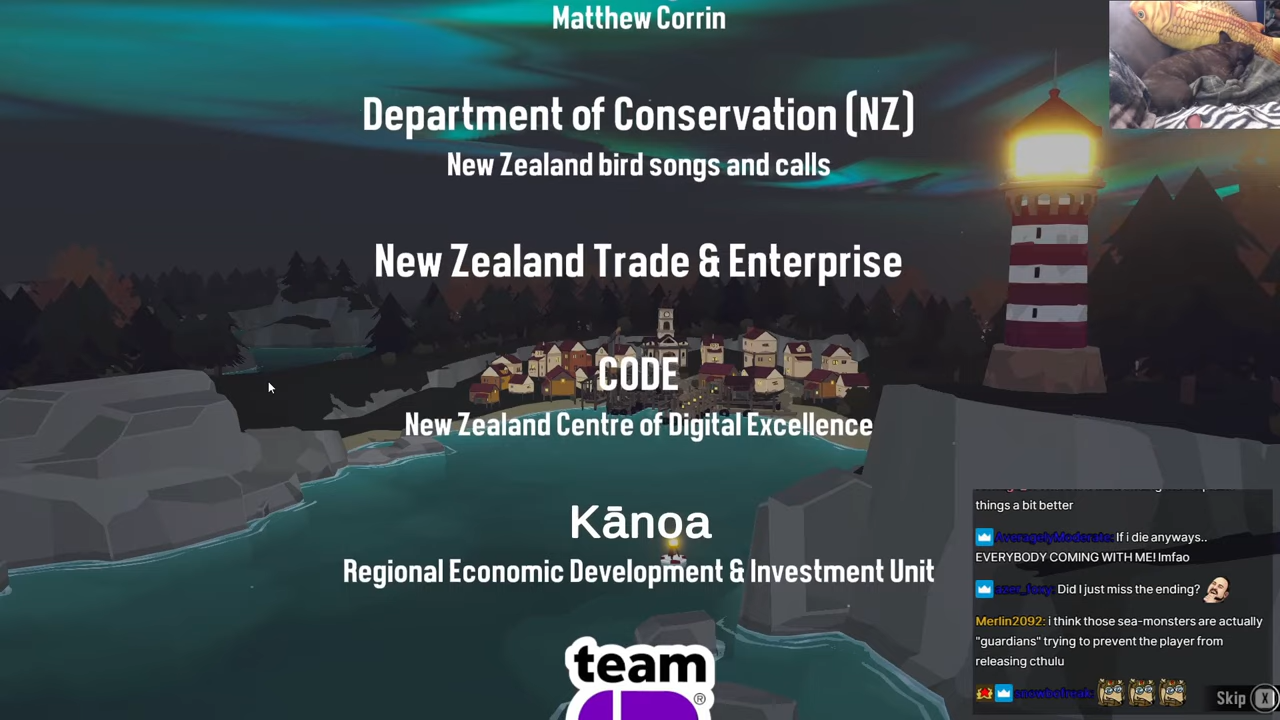 Matthew Corrin
Department of Conservation (NZ)
New Zealand bird songs and calls
New Zealand Trade & Enterprise
CODE
New Zealand Centre of Digital Excellence
Kānoa
Regional Economic Development & Investment Unit
team
®
things a bit better
AveragelyModerate: If i die anyways..
EVERYBODY COMING WITH ME! lmfao
azer_foxy: Did I just miss the ending?
Merlin2092: i think those sea-monsters are actually
"guardians" trying to prevent the player from
releasing cthulu
Skip X